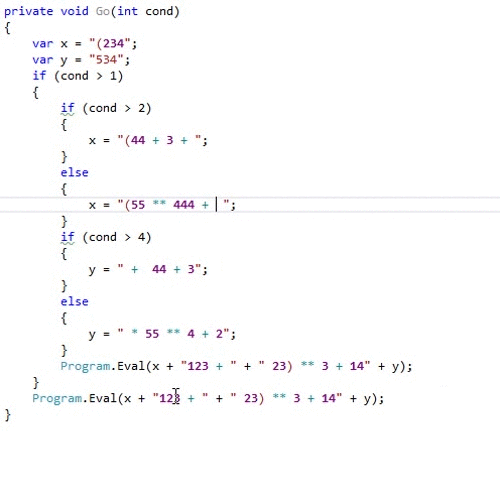 private void Go(int cond)
{
    var x = "(234";
    var y = "534";
    if (cond > 1)
    {
        if (cond > 2)
        {
            x = "(44 + 3 + ";
        }
        else
        {
            x = "(55 ** 444 +  ";
        }
        if (cond > 4)
        {
            y = " +  44 + 3";
        }
        else
        {
            y = " * 55 ** 4 + 2";
        }
        Program.Eval(x + "123 + " + " 23) ** 3 + 14" + y);
    }
    Program.Eval(x + "123 + " + " 23) ** 3 + 14" + y);
}